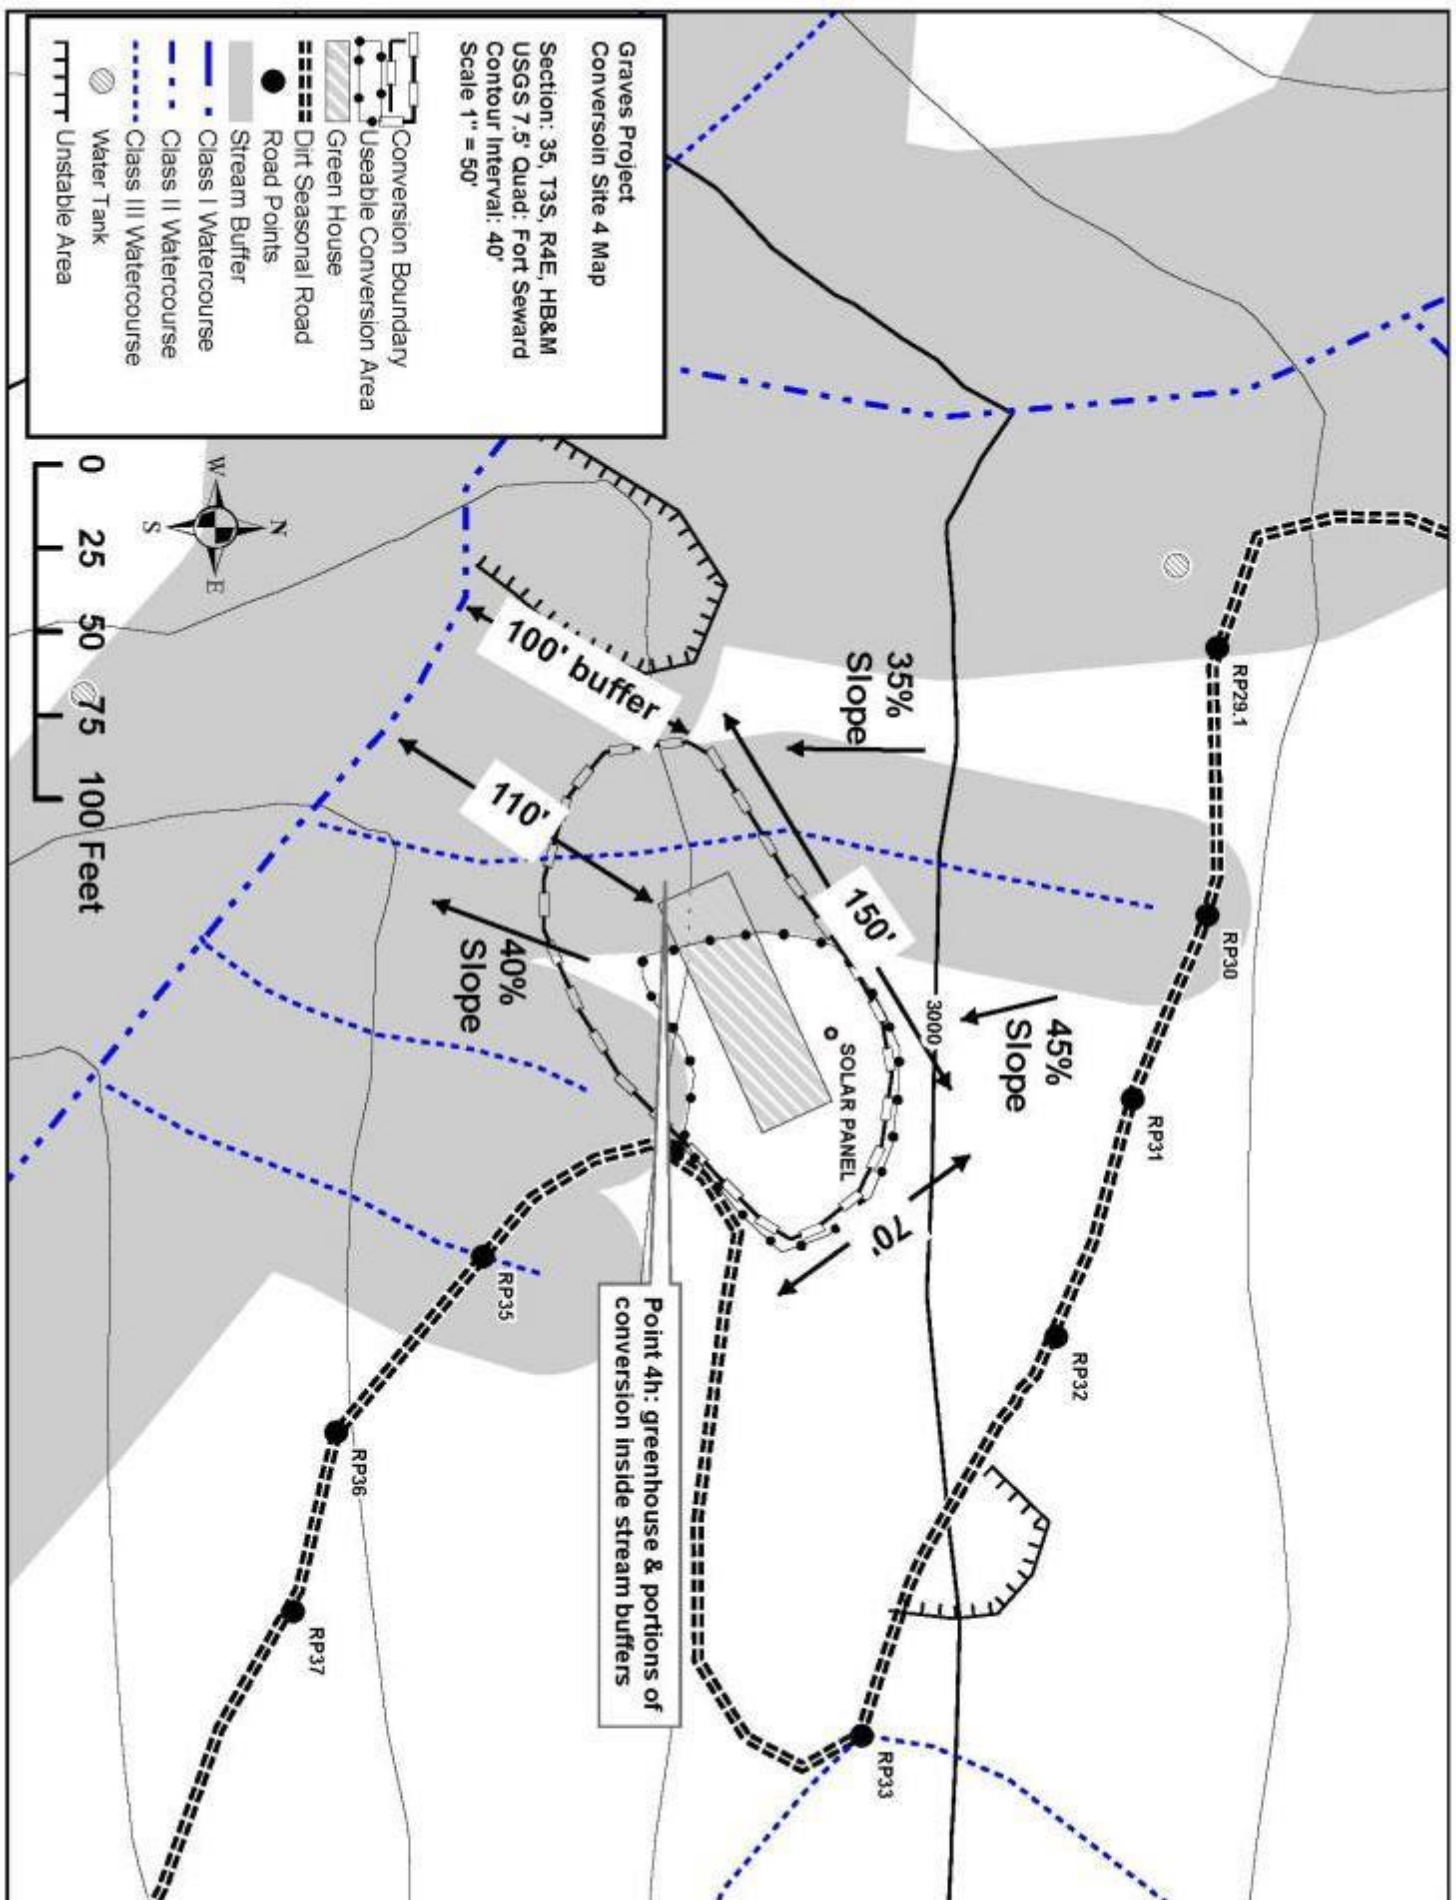 Graves Project
Conversoin Site 4 Map
Section: 35, T3S, R4E, HB&M
USGS 7.5' Quad: Fort Seward
Contour Interval: 40'
Scale 1" = 50'
Conversion Boundary
Useable Conversion Area
Green House
Dirt Seasonal Road
Road Points
Stream Buffer
Class I Watercourse
Class II Watercourse
Class III Watercourse
Water Tank
Unstable Area
0 25 50 75 100 Feet
N
W
E
S
RP29.1
RP30
RP31
RP32
RP33
RP35
RP36
RP37
35%
Slope
45%
Slope
40%
Slope
3000
150'
70'
100' buffer
110'
SOLAR PANEL
Point 4h: greenhouse & portions of
conversion inside stream buffers